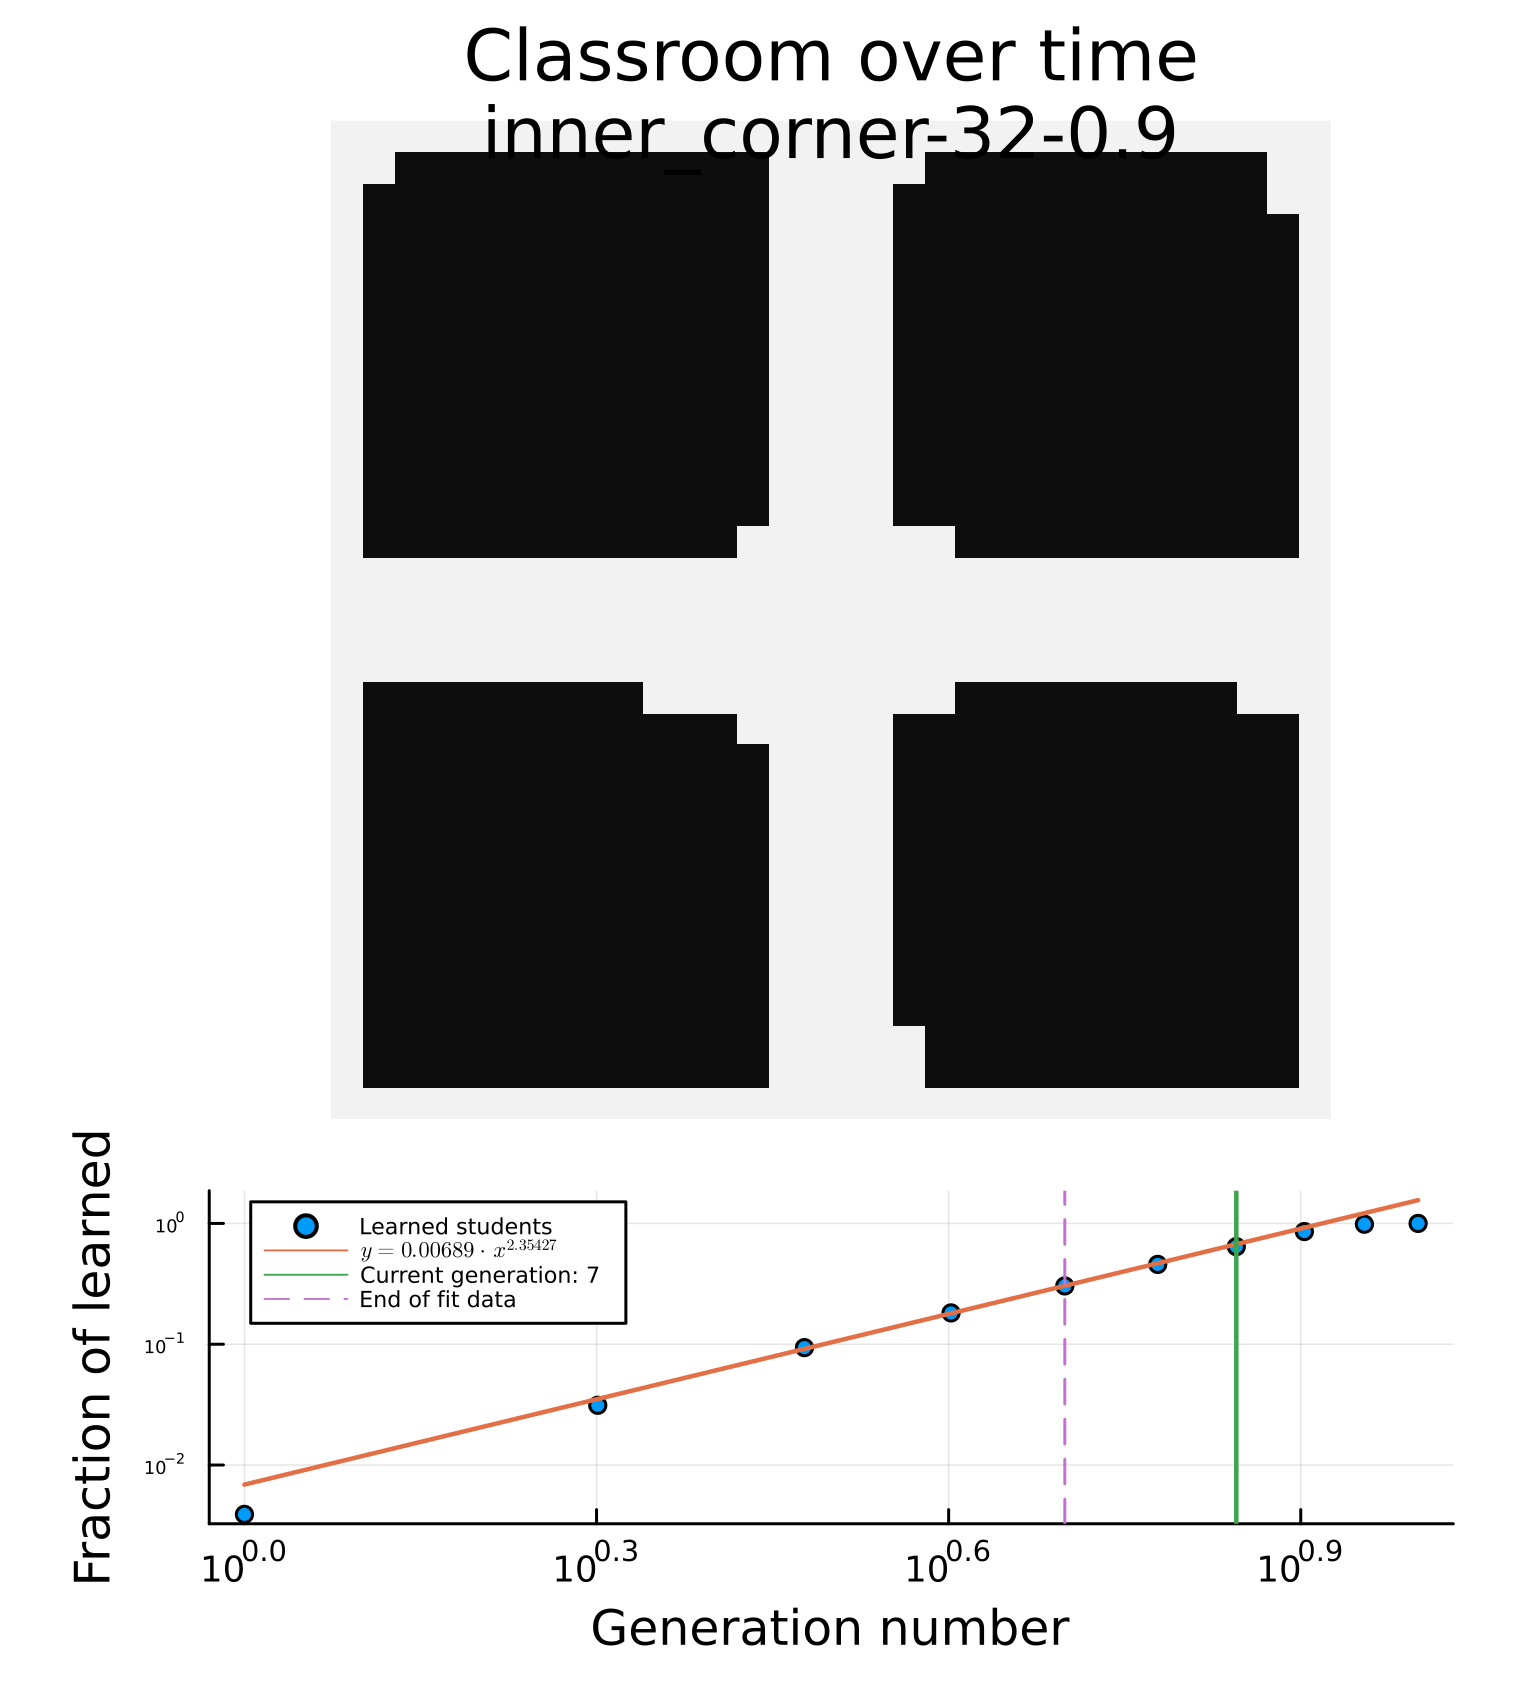 Classroom over time
inner_corner-32-0.9
Fraction of learned
10^0
10^−1
10^−2
Learned students
y = 0.00689 · x^2.35427
Current generation: 7
End of fit data
10^0.0 10^0.3 10^0.6 10^0.9
Generation number